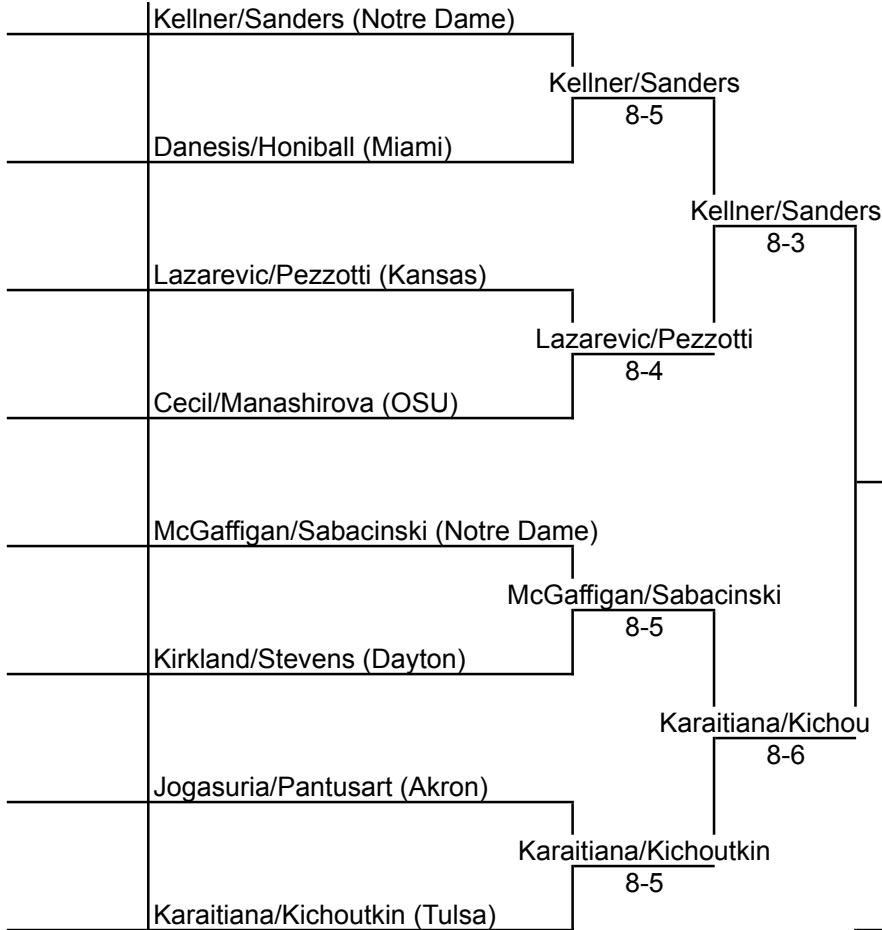 Kellner/Sanders (Notre Dame)
Kellner/Sanders
8-5
Danesis/Honiball (Miami)
Kellner/Sanders
8-3
Lazarevic/Pezzotti (Kansas)
Lazarevic/Pezzotti
8-4
Cecil/Manashirova (OSU)
McGaffigan/Sabacinski (Notre Dame)
McGaffigan/Sabacinski
8-5
Kirkland/Stevens (Dayton)
Karaitiana/Kichou
8-6
Jogasuria/Pantusart (Akron)
Karaitiana/Kichoutkin
8-5
Karaitiana/Kichoutkin (Tulsa)